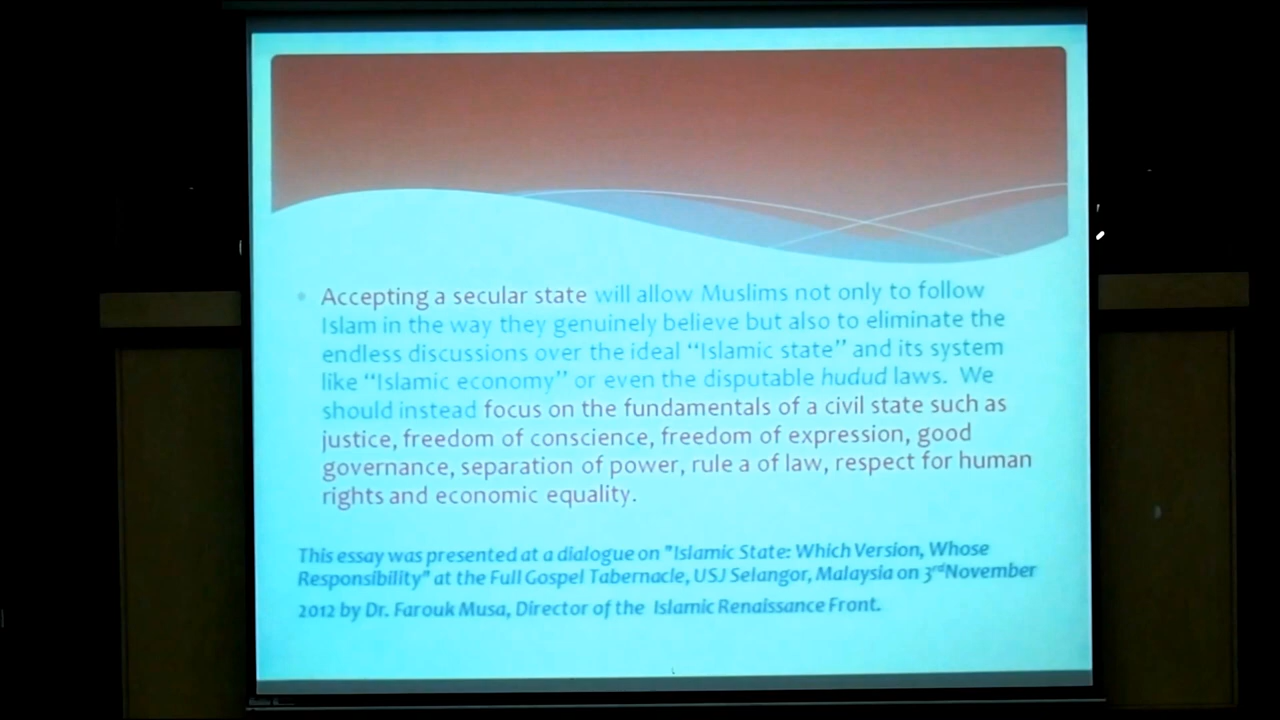 Accepting a secular state will allow Muslims not only to follow
Islam in the way they genuinely believe but also to eliminate the
endless discussions over the ideal “Islamic state” and its system
like “Islamic economy” or even the disputable hudud laws. We
should instead focus on the fundamentals of a civil state such as
justice, freedom of conscience, freedom of expression, good
governance, separation of power, rule a of law, respect for human
rights and economic equality.
This essay was presented at a dialogue on "Islamic State: Which Version, Whose
Responsibility" at the Full Gospel Tabernacle, USJ Selangor, Malaysia on 3rd November
2012 by Dr. Farouk Musa, Director of the Islamic Renaissance Front.